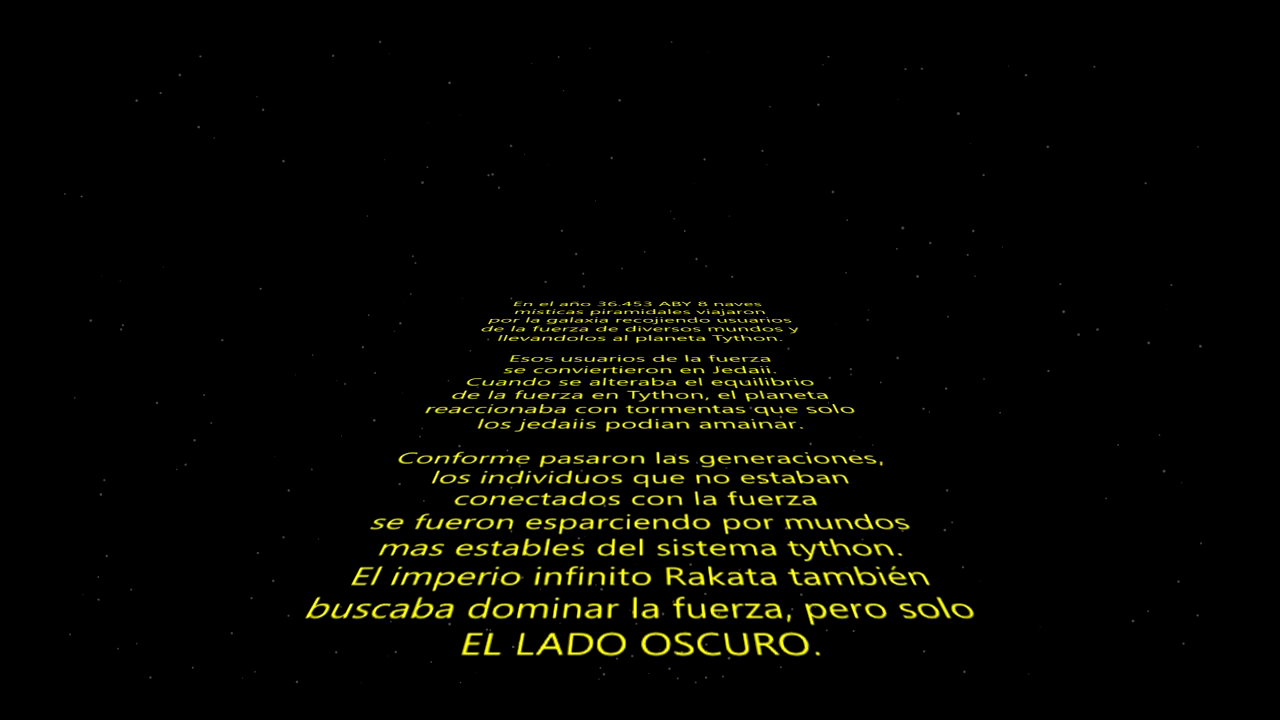 En el año 36.453 ABY 8 naves
místicas piramidales viajaron
por la galaxia recojiendo usuarios
de la fuerza de diversos mundos y
llevandolos al planeta Tython.
Esos usuarios de la fuerza
se conviertieron en Jedaii.
Cuando se alteraba el equilibrio
de la fuerza en Tython, el planeta
reaccionaba con tormentas que solo
los jedaiis podian amainar.
Conforme pasaron las generaciones,
los individuos que no estaban
conectados con la fuerza
se fueron esparciendo por mundos
mas estables del sistema tython.
El imperio infinito Rakata también
buscaba dominar la fuerza, pero solo
EL LADO OSCURO.